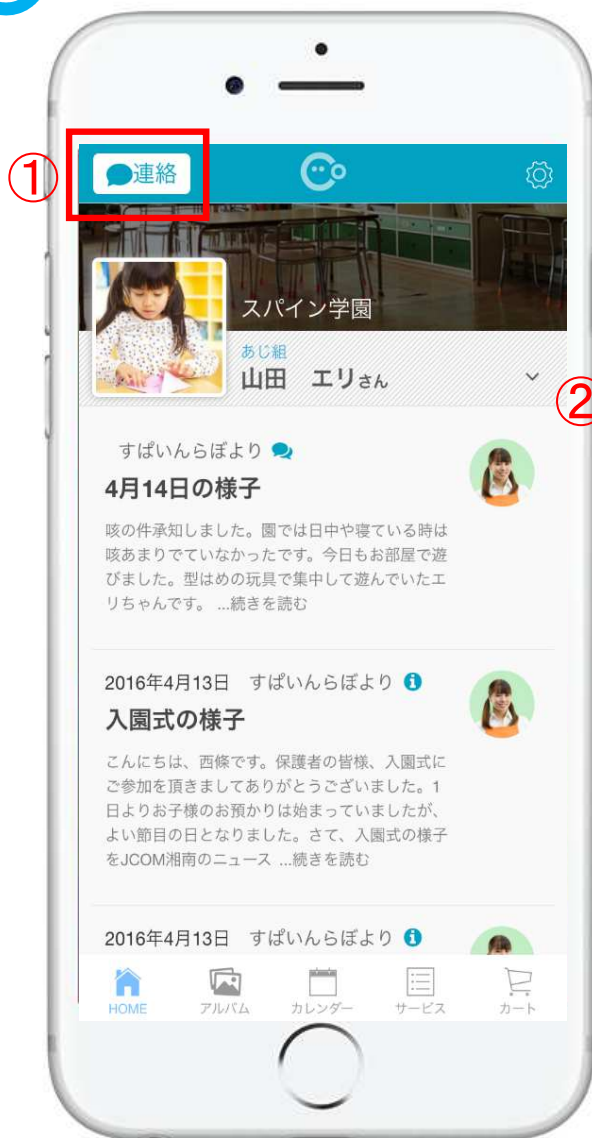 ①
連絡
スパイン学園
あじ組
山田 エリさん
②
すぱいんらぼより
4月14日の様子
咳の件承知しました。園では日中や寝ている時は
咳あまりでていなかったです。今日もお部屋で遊
びました。型はめの玩具で集中して遊んでいたエ
リちゃんです。 ...続きを読む
2016年4月13日 すぱいんらぼより
入園式の様子
こんにちは、西條です。保護者の皆様、入園式に
ご参加を頂きましてありがとうございました。1
日よりお子様のお預かりは始まっていましたが、
よい節目の日となりました。さて、入園式の様子
をJCOM湘南のニュース ...続きを読む
2016年4月13日 すぱいんらぼより
HOME アルバム カレンダー サービス カート